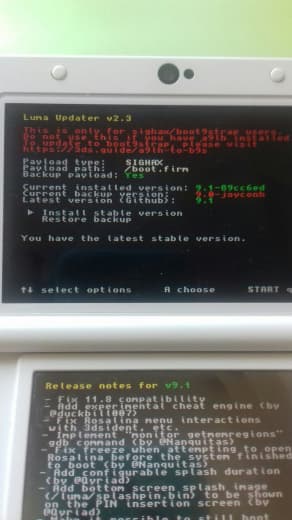 Luma Updater v2.3
This is only for sighax/boot9strap users.
Do not use this if you have a9lh installed
To update to boot9strap, please visit
https://3ds.guide/a9lh-to-b9s
Payload type: SIGHAX
Payload path: /boot.firm
Backup payload: Yes
Current installed version: 9.1-89cc6ed
Current backup version: 9.0-jaycomh
Latest version (Github): 9.1
Install stable version
Restore backup
You have the latest stable version.
↑↓ select options A choose START q
Release notes for v9.1
- Fix 11.8 compatibility
- Add experimental cheat engine (by
@duckbill007)
- Fix Rosalina menu interactions
with 3dsident, etc.
- Implement "monitor getmemregions"
gdb command (by @Nanquitas)
- Fix freeze when attempting to open
Rosalina before the system finished
to boot (by @Nanquitas)
- Add configurable splash duration
(by @Qyriad)
- Add bottom screen splash image
(/luma/splashpin.bin) to be shown
on the PIN insertion screen (by
@Qyriad)
possible to still boot